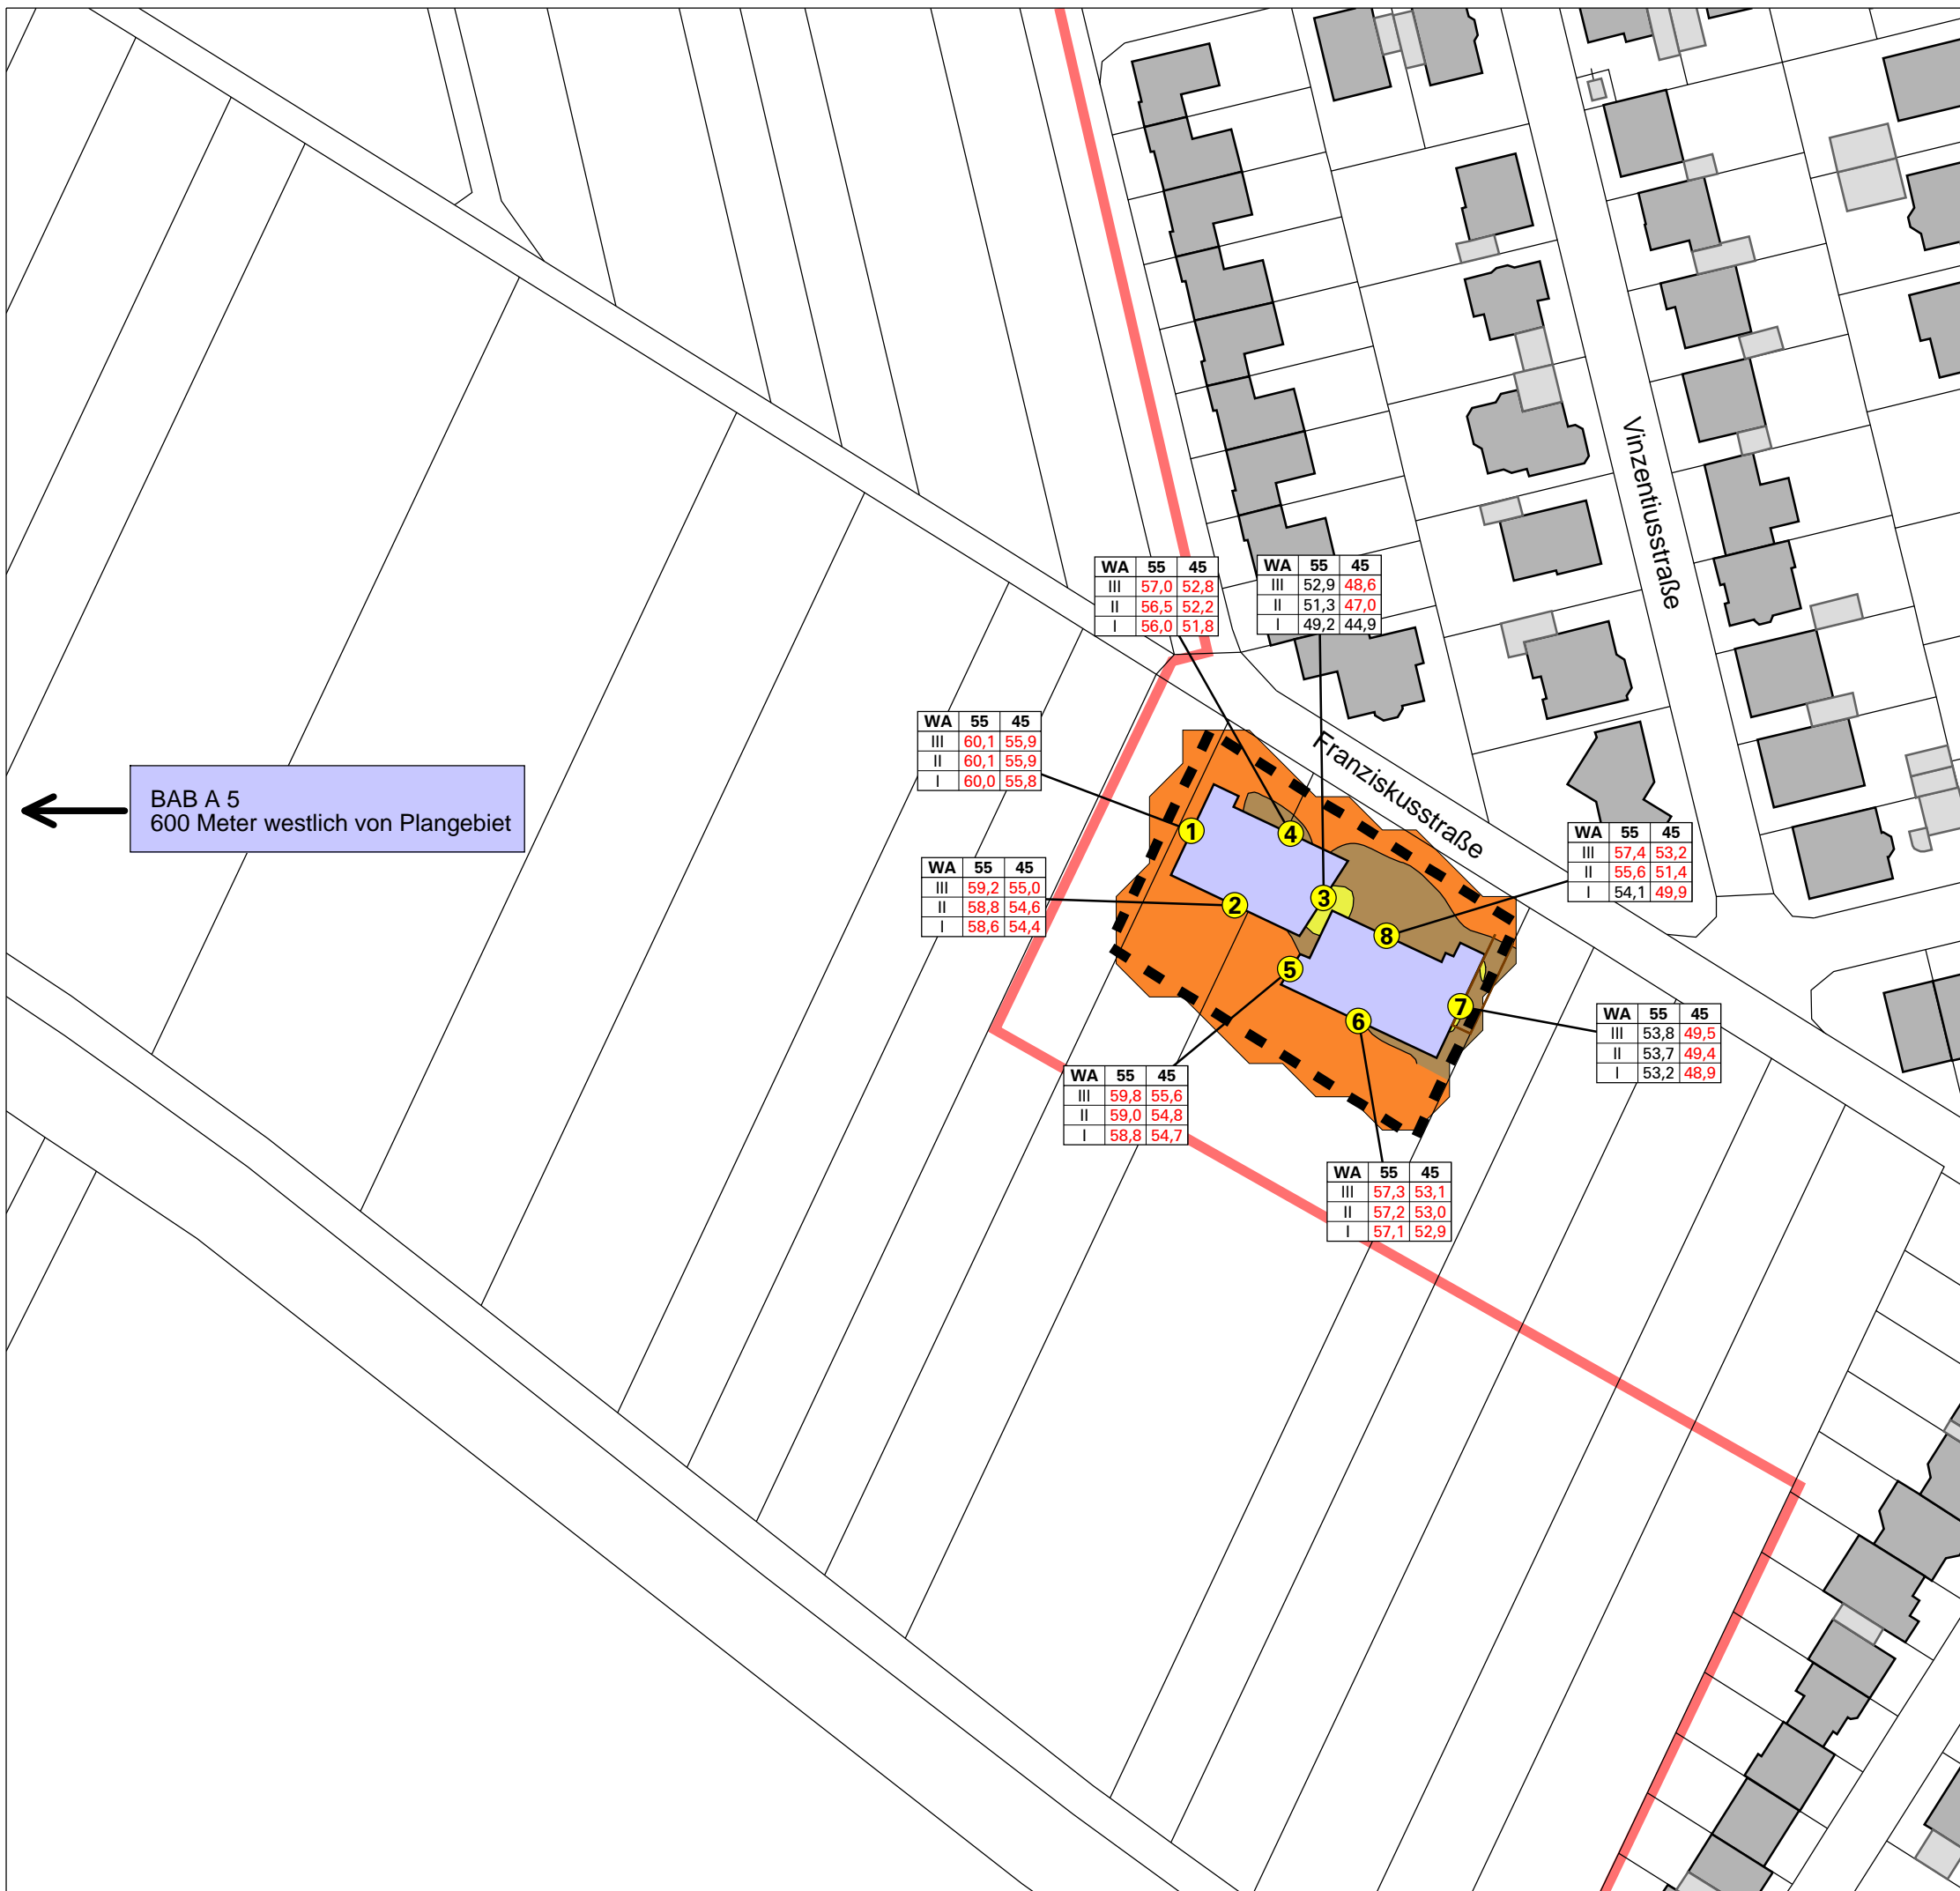 Vinzentiusstraße
WA 55 45
III 57,0 52,8
II 56,5 52,2
I 56,0 51,8
WA 55 45
III 52,9 48,6
II 51,3 47,0
I 49,2 44,9
WA 55 45
III 60,1 55,9
II 60,1 55,9
I 60,0 55,8
Franziskusstraße
BAB A 5
600 Meter westlich von Plangebiet
WA 55 45
III 57,4 53,2
II 55,6 51,4
I 54,1 49,9
WA 55 45
III 59,2 55,0
II 58,8 54,6
I 58,6 54,4
1
4
3
2
8
5
7
6
WA 55 45
III 53,8 49,5
II 53,7 49,4
I 53,2 48,9
WA 55 45
III 59,8 55,6
II 59,0 54,8
I 58,8 54,7
WA 55 45
III 57,3 53,1
II 57,2 53,0
I 57,1 52,9